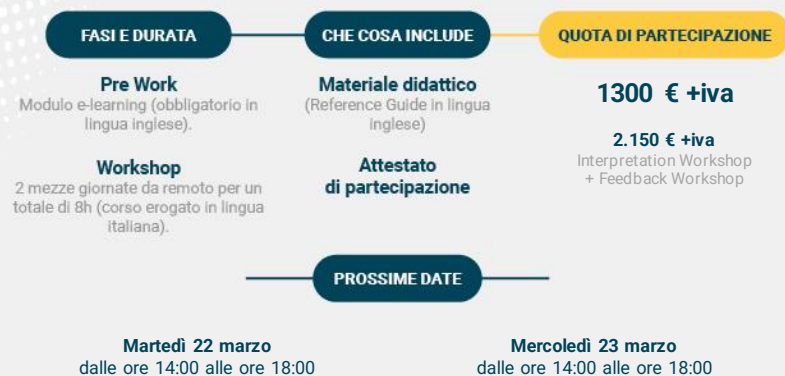 FASI E DURATA
CHE COSA INCLUDE
QUOTA DI PARTECIPAZIONE
Pre Work
Modulo e-learning (obbligatorio in
lingua inglese).
Workshop
2 mezze giornate da remoto per un
totale di 8h (corso erogato in lingua
italiana).
Materiale didattico
(Reference Guide in lingua
inglese)
Attestato
di partecipazione
1300 € +iva
2.150 € +iva
Interpretation Workshop
+ Feedback Workshop
PROSSIME DATE
Martedì 22 marzo
dalle ore 14:00 alle ore 18:00
Mercoledì 23 marzo
dalle ore 14:00 alle ore 18:00